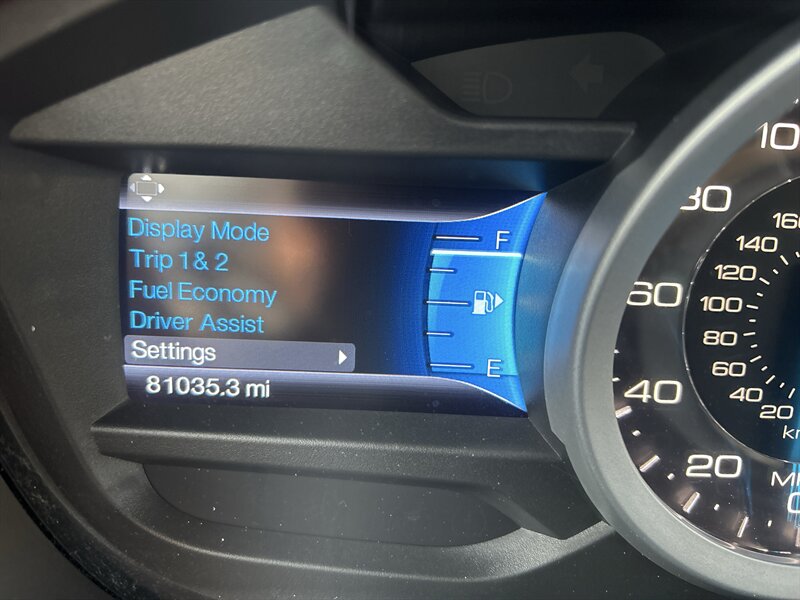 Display Mode
Trip 1 & 2
Fuel Economy
Driver Assist
Settings
81035.3 mi
F
E
20
40
60
80
20
40
60
80
100
120
140